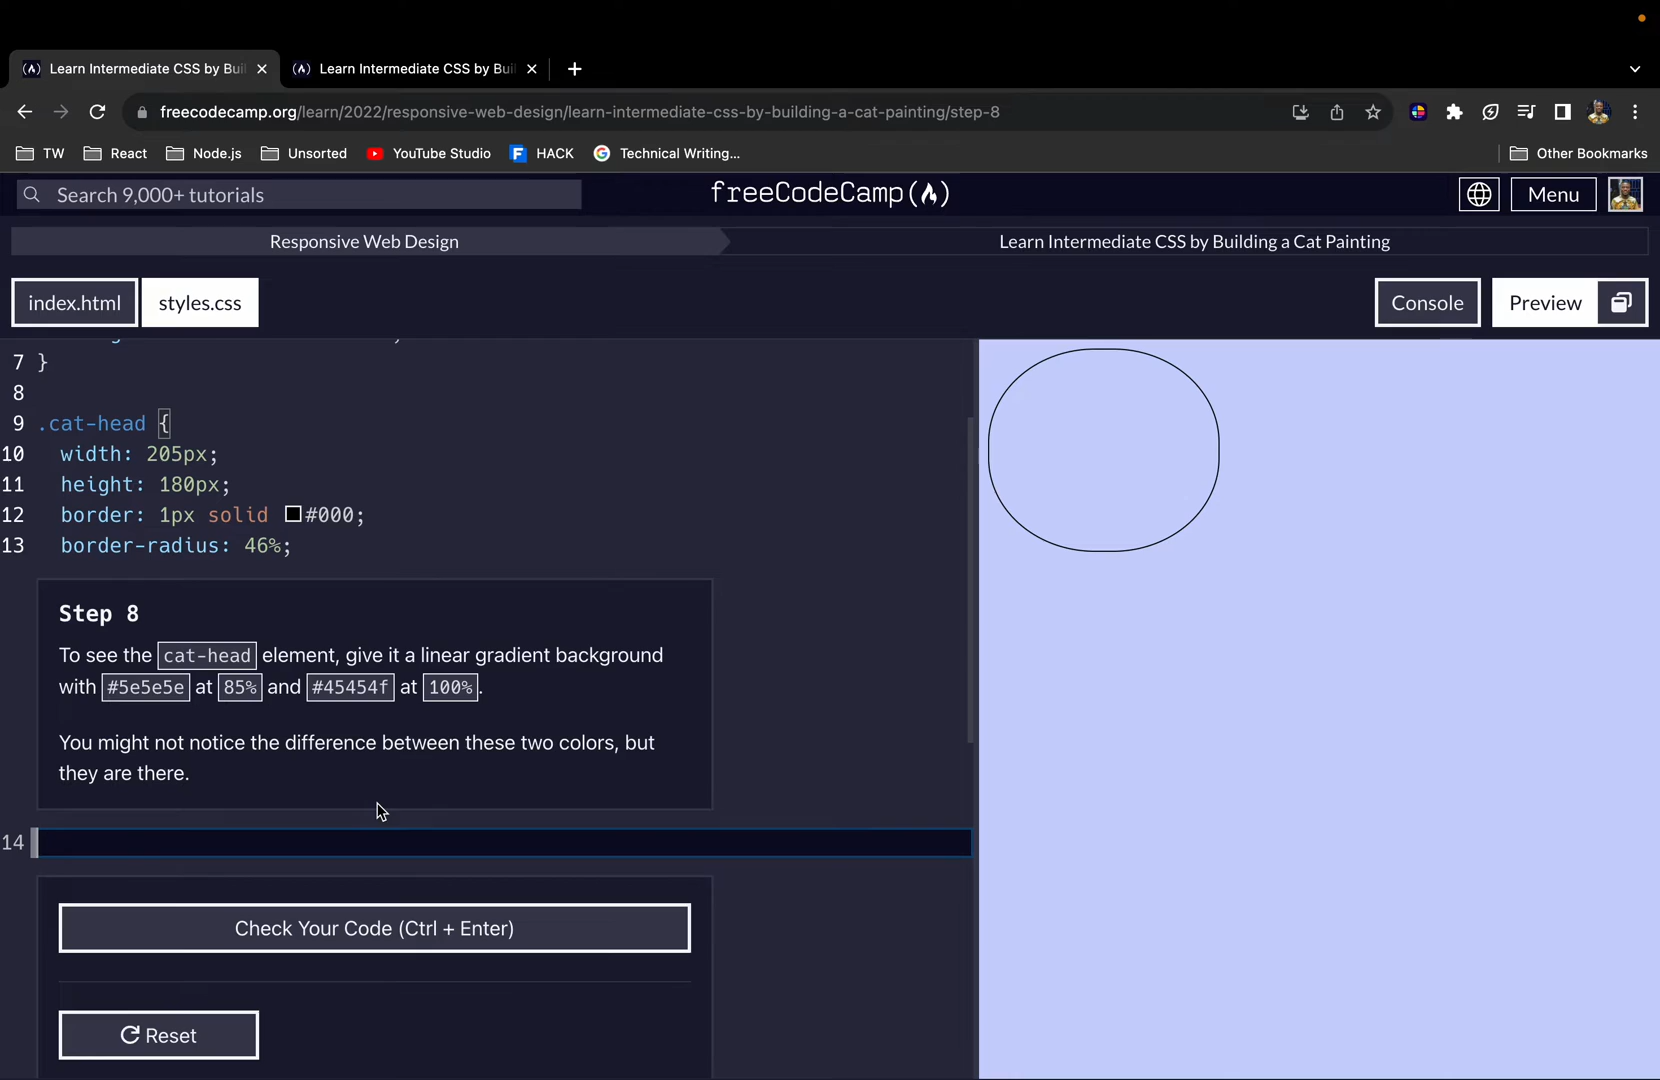 Learn Intermediate CSS by Bui
Learn Intermediate CSS by Bui
freecodecamp.org/learn/2022/responsive-web-design/learn-intermediate-css-by-building-a-cat-painting/step-8
TW React Node.js Unsorted YouTube Studio HACK Technical Writing... Other Bookmarks
Search 9,000+ tutorials freeCodeCamp Menu
Responsive Web Design Learn Intermediate CSS by Building a Cat Painting
index.html styles.css Console Preview
7 }
8
9 .cat-head {
10 width: 205px;
11 height: 180px;
12 border: 1px solid #000;
13 border-radius: 46%;
Step 8
To see the cat-head element, give it a linear gradient background
with #5e5e5e at 85% and #45454f at 100%.
You might not notice the difference between these two colors, but
they are there.
14
Check Your Code (Ctrl + Enter)
Reset